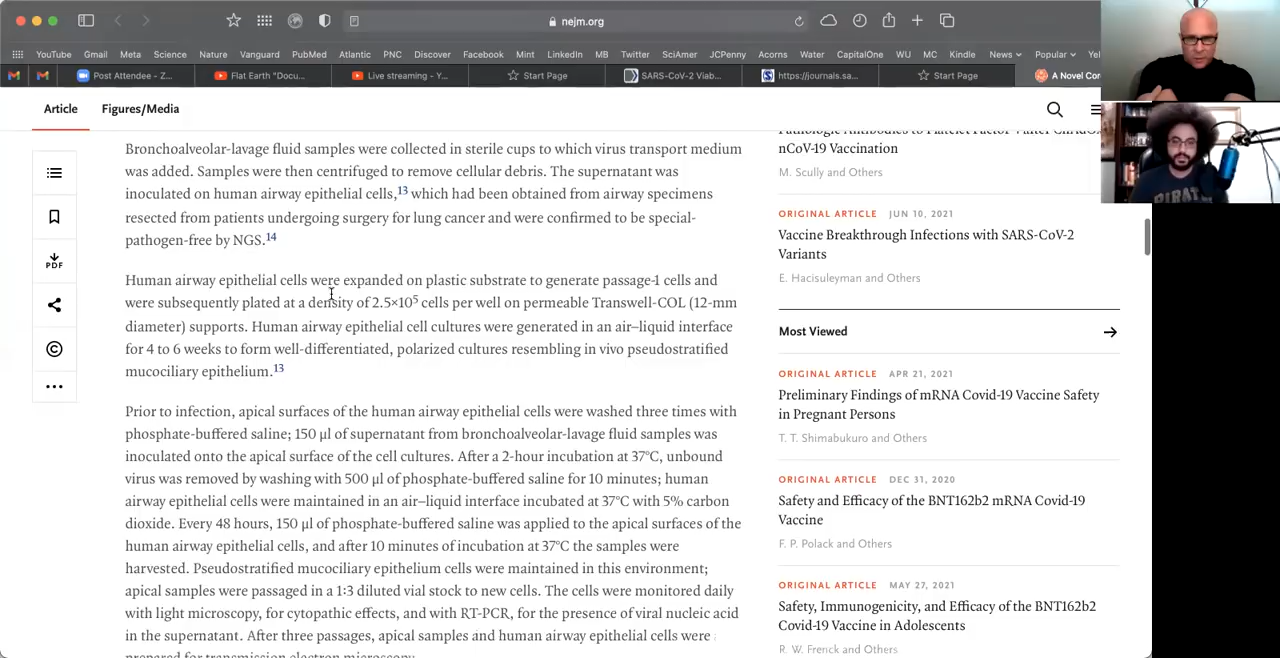 nejm.org
YouTube Gmail Meta Science Nature Vanguard PubMed Atlantic PNC Discover Facebook Mint LinkedIn MB Twitter SciAmer JCPenny Acorns Water CapitalOne WU MC Kindle News Popular Yel
Post Attendee - Z... Flat Earth "Docu... Live streaming - Y... Start Page SARS-CoV-2 Viab... https://journals.sa... Start Page A Novel Cor
Article Figures/Media
Bronchoalveolar-lavage fluid samples were collected in sterile cups to which virus transport medium
was added. Samples were then centrifuged to remove cellular debris. The supernatant was
inoculated on human airway epithelial cells,13 which had been obtained from airway specimens
resected from patients undergoing surgery for lung cancer and were confirmed to be special-
pathogen-free by NGS.14
Human airway epithelial cells were expanded on plastic substrate to generate passage-1 cells and
were subsequently plated at a density of 2.5×105 cells per well on permeable Transwell-COL (12-mm
diameter) supports. Human airway epithelial cell cultures were generated in an air–liquid interface
for 4 to 6 weeks to form well-differentiated, polarized cultures resembling in vivo pseudostratified
mucociliary epithelium.13
Prior to infection, apical surfaces of the human airway epithelial cells were washed three times with
phosphate-buffered saline; 150 μl of supernatant from bronchoalveolar-lavage fluid samples was
inoculated onto the apical surface of the cell cultures. After a 2-hour incubation at 37°C, unbound
virus was removed by washing with 500 μl of phosphate-buffered saline for 10 minutes; human
airway epithelial cells were maintained in an air–liquid interface incubated at 37°C with 5% carbon
dioxide. Every 48 hours, 150 μl of phosphate-buffered saline was applied to the apical surfaces of the
human airway epithelial cells, and after 10 minutes of incubation at 37°C the samples were
harvested. Pseudostratified mucociliary epithelium cells were maintained in this environment;
apical samples were passaged in a 1:3 diluted vial stock to new cells. The cells were monitored daily
with light microscopy, for cytopathic effects, and with RT-PCR, for the presence of viral nucleic acid
in the supernatant. After three passages, apical samples and human airway epithelial cells were
prepared for transmission electron microscopy.
PDF
Pathologic Antibodies to Platelet Factor 4 after ChAdO
nCoV-19 Vaccination
M. Scully and Others
ORIGINAL ARTICLE JUN 10, 2021
Vaccine Breakthrough Infections with SARS-CoV-2
Variants
E. Hacisuleyman and Others
Most Viewed
ORIGINAL ARTICLE APR 21, 2021
Preliminary Findings of mRNA Covid-19 Vaccine Safety
in Pregnant Persons
T. T. Shimabukuro and Others
ORIGINAL ARTICLE DEC 31, 2020
Safety and Efficacy of the BNT162b2 mRNA Covid-19
Vaccine
F. P. Polack and Others
ORIGINAL ARTICLE MAY 27, 2021
Safety, Immunogenicity, and Efficacy of the BNT162b2
Covid-19 Vaccine in Adolescents
R. W. Frenck and Others
PIRAT